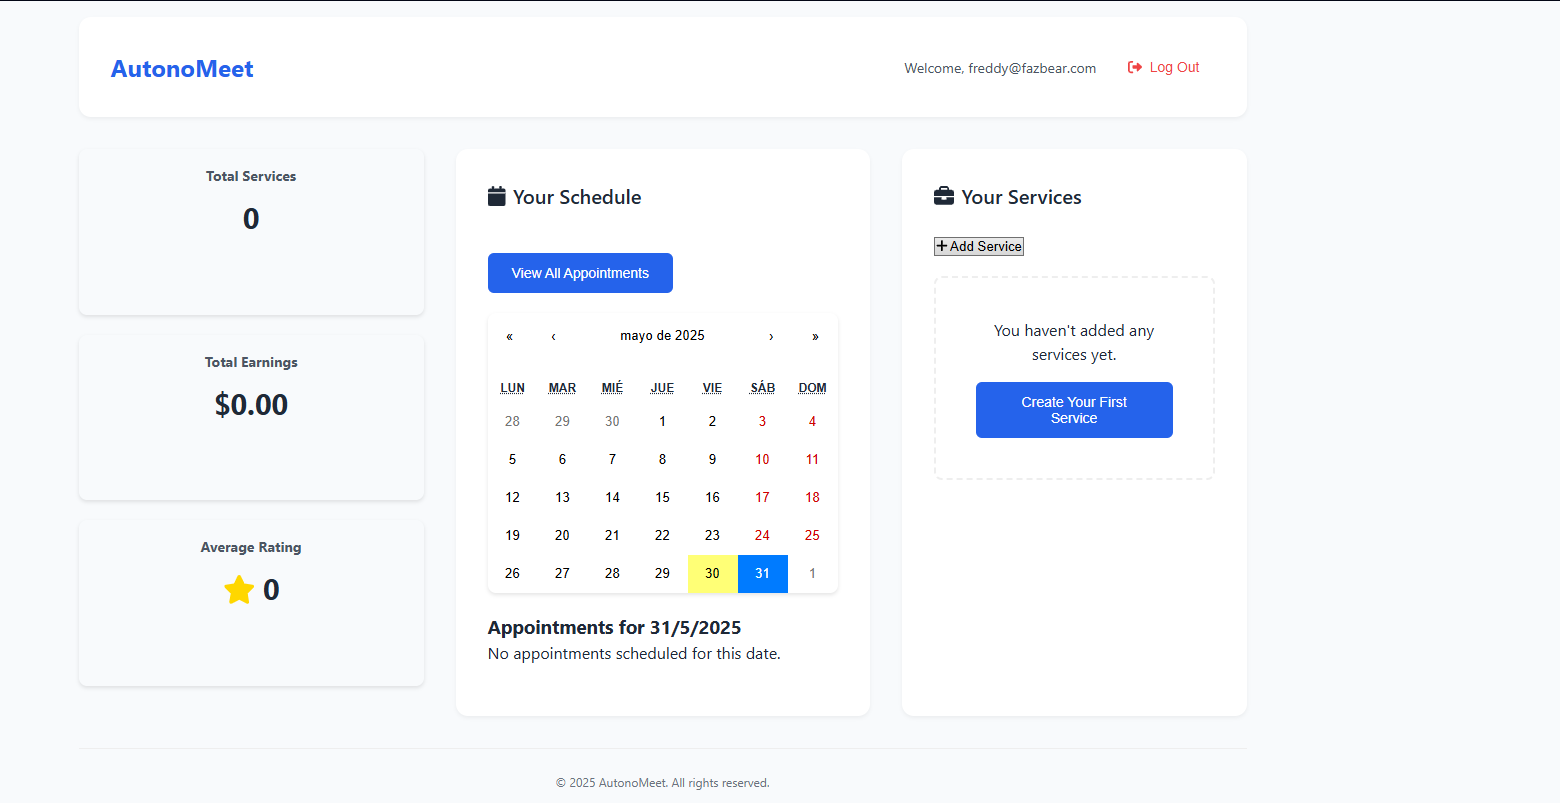 AutonoMeet
Welcome, freddy@fazbear.com
Log Out
Total Services
0
Total Earnings
$0.00
Average Rating
0
Your Schedule
View All Appointments
« ‹ mayo de 2025 › »
LUN MAR MIÉ JUE VIE SÁB DOM
28 29 30 1 2 3 4
5 6 7 8 9 10 11
12 13 14 15 16 17 18
19 20 21 22 23 24 25
26 27 28 29 30 31 1
Appointments for 31/5/2025
No appointments scheduled for this date.
Your Services
+ Add Service
You haven't added any
services yet.
Create Your First
Service
© 2025 AutonoMeet. All rights reserved.